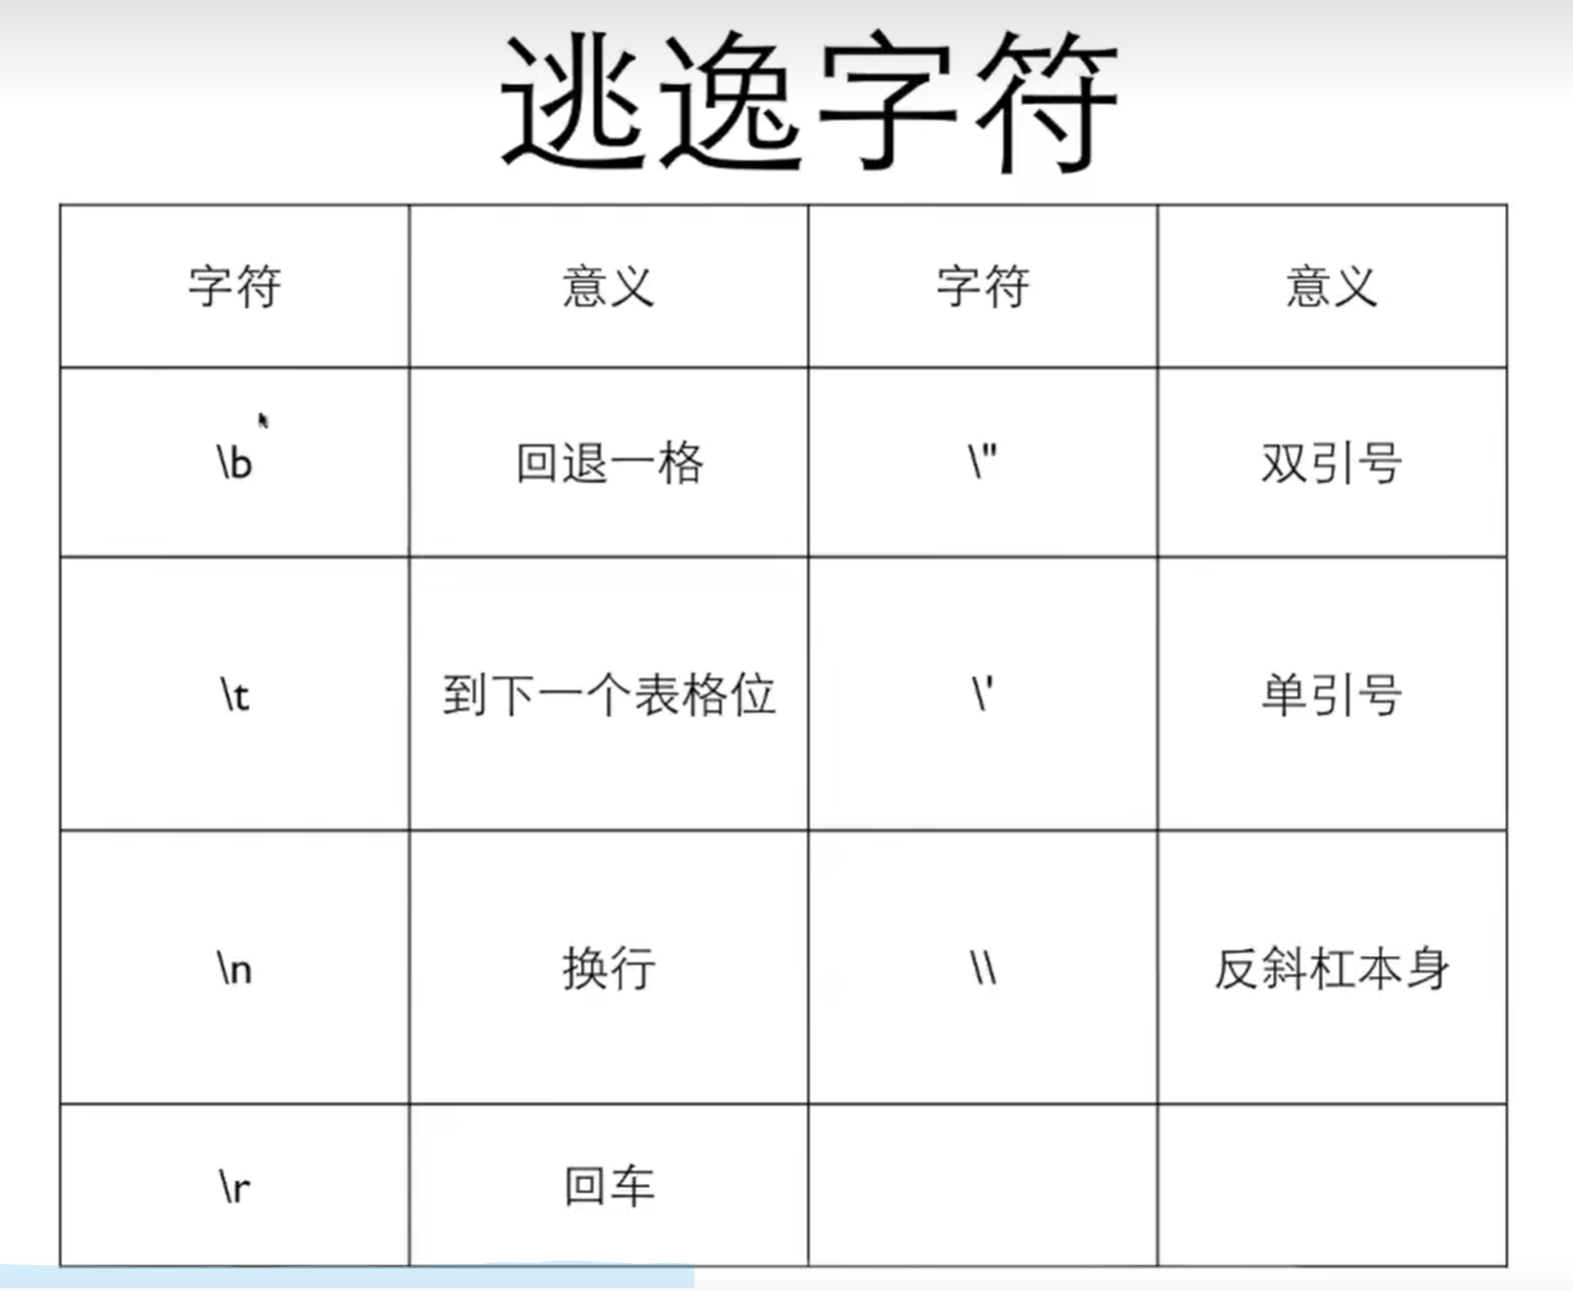 逃逸字符
字符 意义 字符 意义
\b 回退一格 \" 双引号
\t 到下一个表格位 \' 单引号
\n 换行 \\ 反斜杠本身
\r 回车